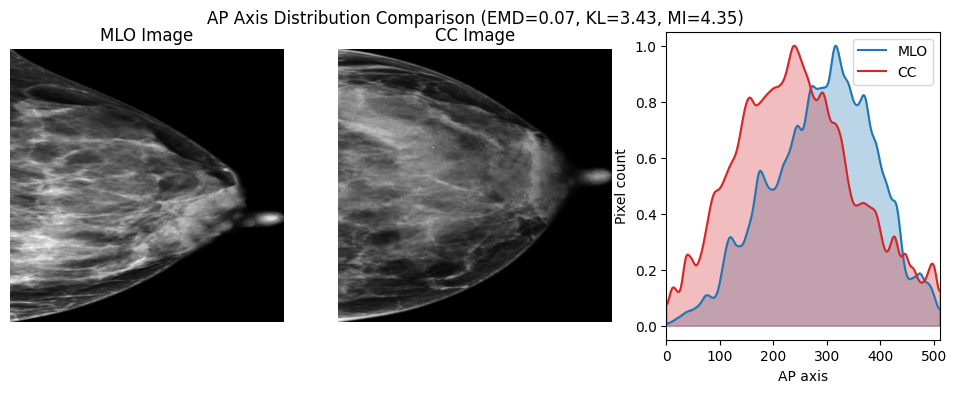 AP Axis Distribution Comparison (EMD=0.07, KL=3.43, MI=4.35)
MLO Image
CC Image
MLO
CC
Pixel count
1.0
0.8
0.6
0.4
0.2
0.0
0 100 200 300 400 500
AP axis